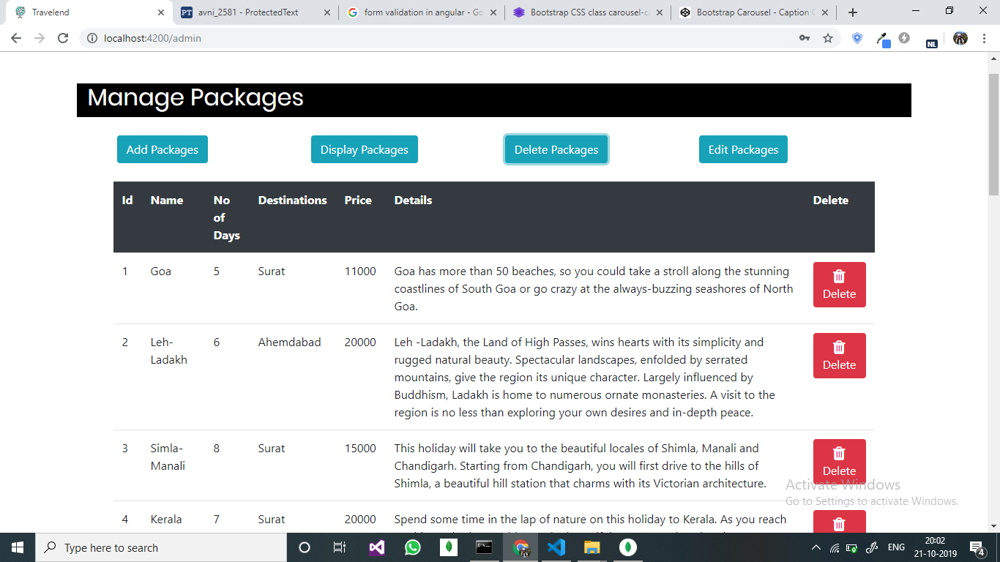 Travelend
PT avni_2581 - ProtectedText
form validation in angular - Go
Bootstrap CSS class carousel-c
Bootstrap Carousel - Caption
localhost:4200/admin
NL
Manage Packages
Add Packages
Display Packages
Delete Packages
Edit Packages
Id Name No of Days Destinations Price Details Delete
1 Goa 5 Surat 11000 Goa has more than 50 beaches, so you could take a stroll along the stunning
coastlines of South Goa or go crazy at the always-buzzing seashores of North
Goa.
Delete
2 Leh-
Ladakh
6 Ahemdabad 20000 Leh -Ladakh, the Land of High Passes, wins hearts with its simplicity and
rugged natural beauty. Spectacular landscapes, enfolded by serrated
mountains, give the region its unique character. Largely influenced by
Buddhism, Ladakh is home to numerous ornate monasteries. A visit to the
region is no less than exploring your own desires and in-depth peace.
Delete
3 Simla-
Manali
8 Surat 15000 This holiday will take you to the beautiful locales of Shimla, Manali and
Chandigarh. Starting from Chandigarh, you will first drive to the hills of
Shimla, a beautiful hill station that charms with its Victorian architecture.
Delete
4 Kerala 7 Surat 20000 Spend some time in the lap of nature on this holiday to Kerala. As you reach
Activate Windows
Go to Settings to activate Windows.
Type here to search
ENG
20:02
21-10-2019
4